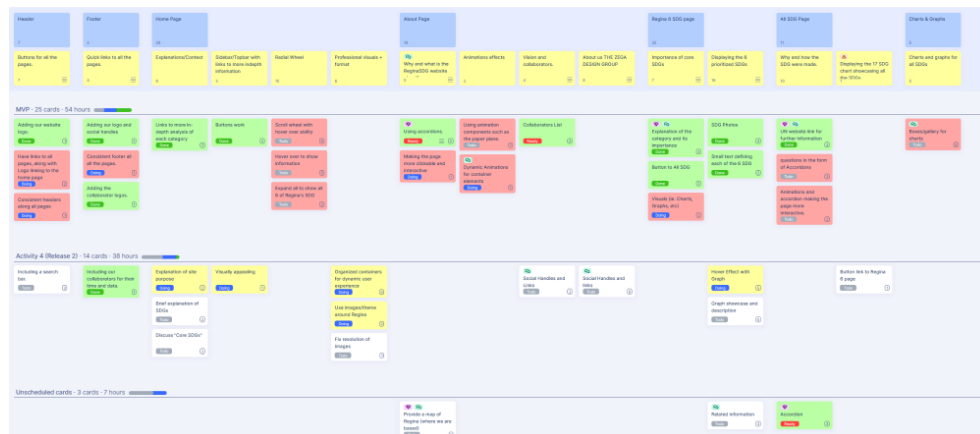 Header
Footer
Home Page
About Page
Regina 6 SDG page
All SDG Page
Charts & Graphs
Buttons for all the pages.
Quick links to all the pages.
Explanations/Context
Sidebar/Topbar with links to more indepth information
Radial Wheel
Professional visuals + format
Why and what is the ReginaSDG website
Animations effects
Vision and collaborators.
About us THE ZEGA DESIGN GROUP
Importance of core SDGs
Displaying the 6 prioritized SDGs
Why and how the SDG were made.
Displaying the 17 SDG chart showcasing all the SDGs.
Charts and graphs for all SDGs
MVP - 25 cards - 54 hours
Adding our website logo.
Done
Adding our logo and social handles
Done
Links to more in-depth analysis of each category
Done
Buttons work
Done
Scroll wheel with hover over ability
Todo
Using accordions.
Ready
Using animation components such as the paper plane.
Todo
Collaborators List
Ready
Explanation of the category and its importance
Done
SDG Photos
Done
UN website link for further information
Done
Boxes/gallery for charts
Todo
Have links to all pages, along with Logo linking to the home page
Doing
Consistent footer all all the pages.
Doing
Hover over to show information
Todo
Making the page more clickable and interactive
Doing
Dynamic Animations for container elements
Doing
Button to All SDG
Done
Small text defining each of the 6 SDG
Done
Questions in the form of Accordions
Todo
Consistent headers along all pages
Doing
Adding the collaborator logos.
Done
Expand all to show all 6 of Regina's SDG
Todo
Visuals (ie. Charts, Graphs, etc)
Doing
Animations and accordion making the page more interactive.
Todo
Activity 4 (Release 2) - 14 cards - 38 hours
Including a search bar.
Todo
Including our collaborators for their time and data.
Done
Explanation of site purpose
Doing
Visually appealing
Doing
Organized containers for dynamic user experience
Doing
Social Handles and Links
Todo
Social Handles and links
Todo
Hover Effect with Graph
Doing
Button link to Regina 6 page
Todo
Brief explanation of SDGs
Todo
Use images/items around Regina
Doing
Graph showcase and description
Todo
Discuss "Core SDGs"
Todo
Fix resolution of images
Todo
Unscheduled cards - 3 cards - 7 hours
Provide a map of Regina (where we are based)
Todo
Related information
Todo
Accordion
Ready